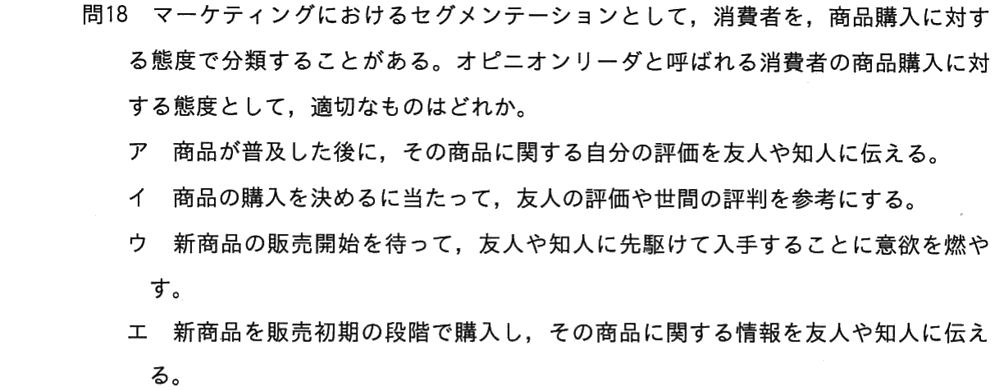 問18 マーケティングにおけるセグメンテーションとして，消費者を，商品購入に対す
る態度で分類することがある。オピニオンリーダと呼ばれる消費者の商品購入に対
する態度として，適切なものはどれか。
ア 商品が普及した後に，その商品に関する自分の評価を友人や知人に伝える。
イ 商品の購入を決めるに当たって，友人の評価や世間の評判を参考にする。
ウ 新商品の販売開始を待って，友人や知人に先駆けて入手することに意欲を燃や
す。
エ 新商品を販売初期の段階で購入し，その商品に関する情報を友人や知人に伝え
る。